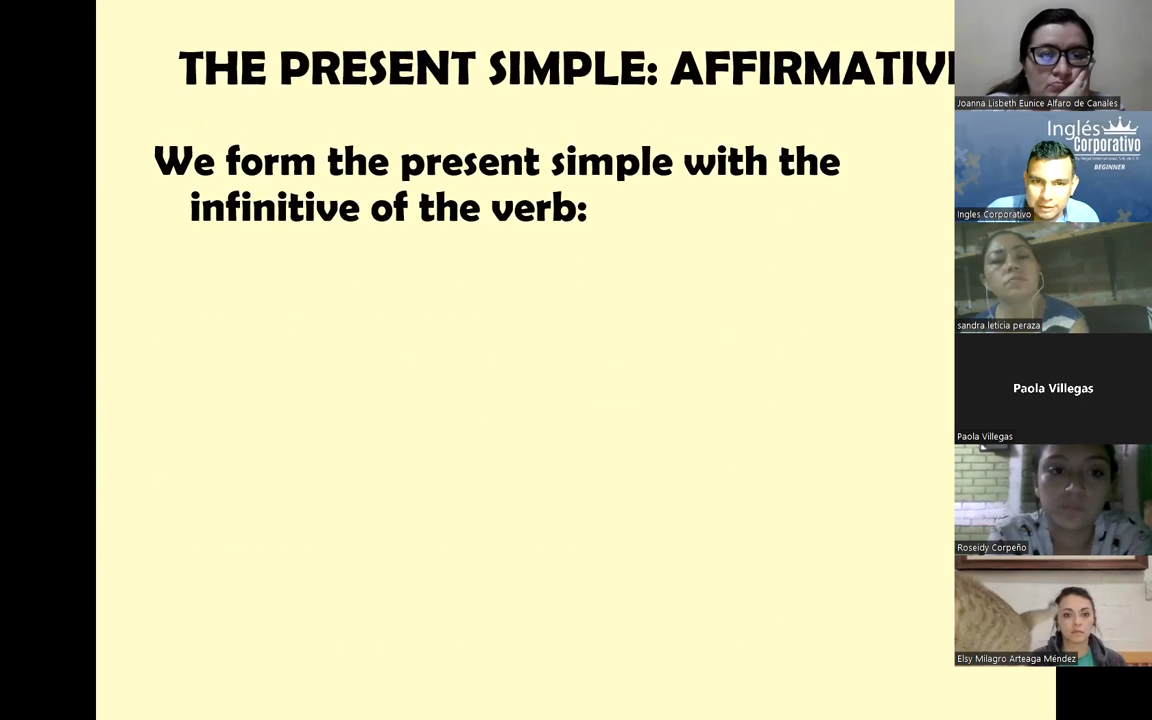 THE PRESENT SIMPLE: AFFIRMATIV
We form the present simple with the
infinitive of the verb:
Joanna Lisbeth Eunice Alfaro de Canales
Inglés
Corporativo
BEGINNER
Ingles Corporativo
sandra leticia peraza
Paola Villegas
Paola Villegas
Roseidy Corpeño
Elsy Milagro Arteaga Méndez